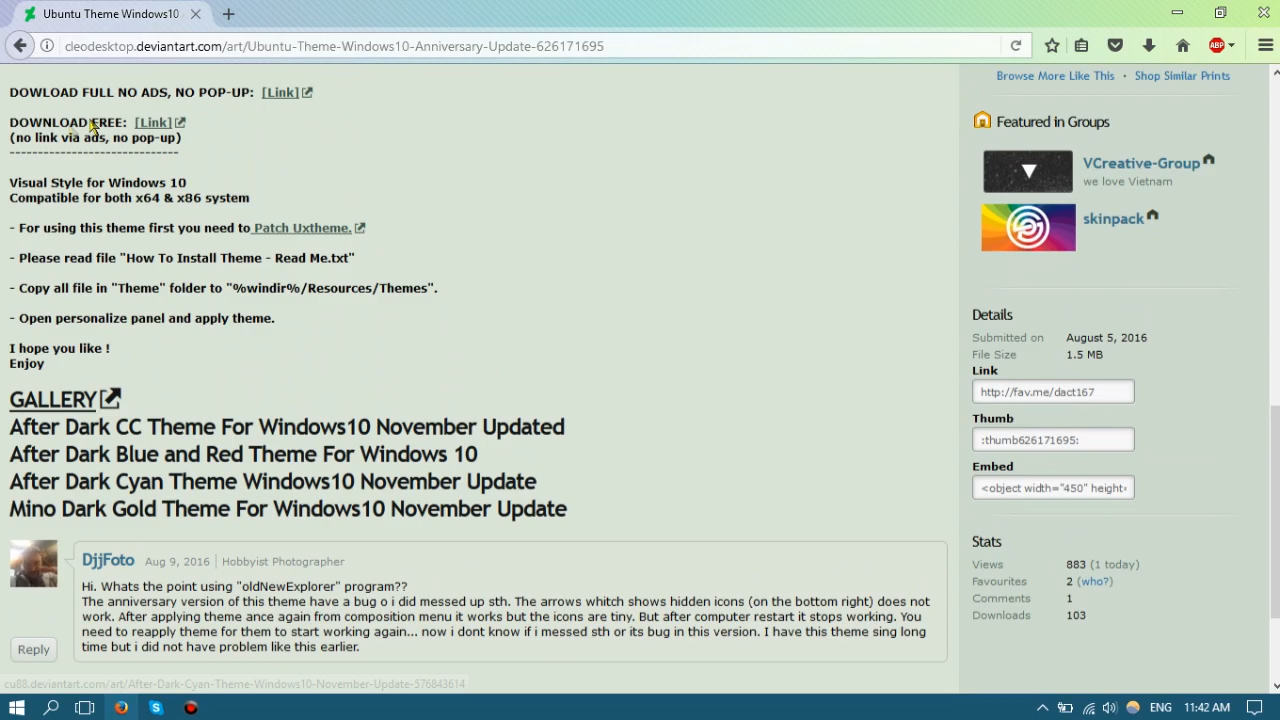 Ubuntu Theme Windows10
cleodesktop.deviantart.com/art/Ubuntu-Theme-Windows10-Anniversary-Update-626171695
ABP
DOWLOAD FULL NO ADS, NO POP-UP: [Link]
DOWNLOAD FREE: [Link]
(no link via ads, no pop-up)
------------------------------
Visual Style for Windows 10
Compatible for both x64 & x86 system
- For using this theme first you need to Patch Uxtheme.
- Please read file "How To Install Theme - Read Me.txt"
- Copy all file in "Theme" folder to "%windir%/Resources/Themes".
- Open personalize panel and apply theme.
I hope you like !
Enjoy
GALLERY
After Dark CC Theme For Windows10 November Updated
After Dark Blue and Red Theme For Windows 10
After Dark Cyan Theme Windows10 November Update
Mino Dark Gold Theme For Windows10 November Update
DjjFoto Aug 9, 2016 | Hobbyist Photographer
Hi. Whats the point using "oldNewExplorer" program??
The anniversary version of this theme have a bug o i did messed up sth. The arrows whitch shows hidden icons (on the bottom right) does not
work. After applying theme ance again from composition menu it works but the icons are tiny. But after computer restart it stops working. You
need to reapply theme for them to start working again... now i dont know if i messed sth or its bug in this version. I have this theme sing long
time but i did not have problem like this earlier.
Reply
cu88.deviantart.com/art/After-Dark-Cyan-Theme-Windows10-November-Update-576843614
Browse More Like This • Shop Similar Prints
Featured in Groups
VCreative-Group
we love Vietnam
skinpack
Details
Submitted on August 5, 2016
File Size 1.5 MB
Link
http://fav.me/dact167
Thumb
:thumb626171695:
Embed
<object width="450" height=
Stats
Views 883 (1 today)
Favourites 2 (who?)
Comments 1
Downloads 103
ENG 11:42 AM